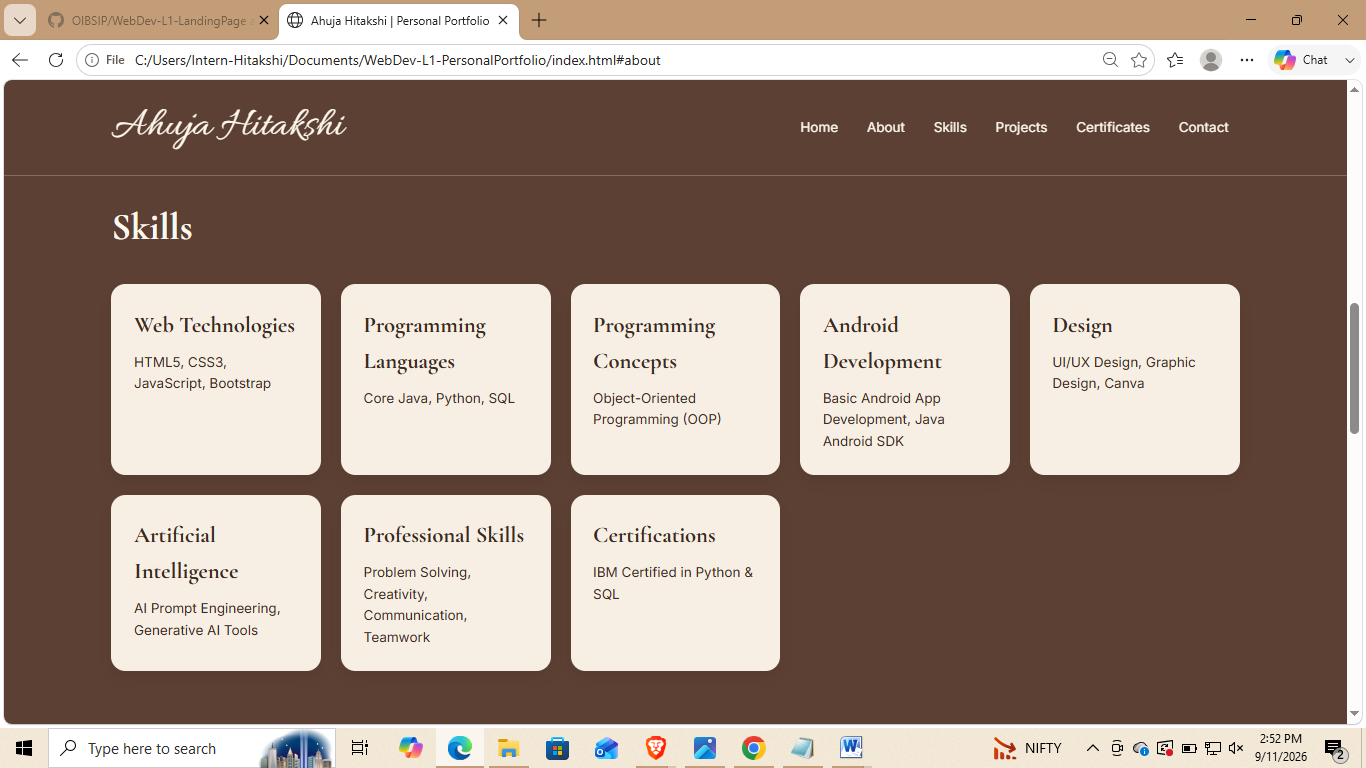 OIBSIP/WebDev-L1-LandingPage
Ahuja Hitakshi | Personal Portfolio
File
C:/Users/Intern-Hitakshi/Documents/WebDev-L1-PersonalPortfolio/index.html#about
Chat
Ahuja Hitakshi
Home
About
Skills
Projects
Certificates
Contact
Skills
Web Technologies
HTML5, CSS3,
JavaScript, Bootstrap
Programming
Languages
Core Java, Python, SQL
Programming
Concepts
Object-Oriented
Programming (OOP)
Android
Development
Basic Android App
Development, Java
Android SDK
Design
UI/UX Design, Graphic
Design, Canva
Artificial
Intelligence
AI Prompt Engineering,
Generative AI Tools
Professional Skills
Problem Solving,
Creativity,
Communication,
Teamwork
Certifications
IBM Certified in Python &
SQL
Type here to search
NIFTY
2:52 PM
9/11/2026
2